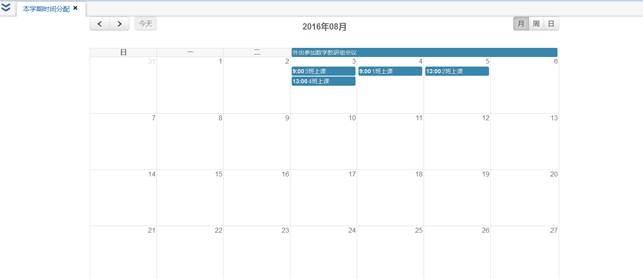 本学期时间分配 ×
< > 今天 2016年08月 月 周 日
日 一 二 外出参加数学教研组会议
31 1 2 3 4 5 6
9:00 3班上课 9:00 1班上课 13:00 2班上课
13:00 4班上课
7 8 9 10 11 12 13
14 15 16 17 18 19 20
21 22 23 24 25 26 27